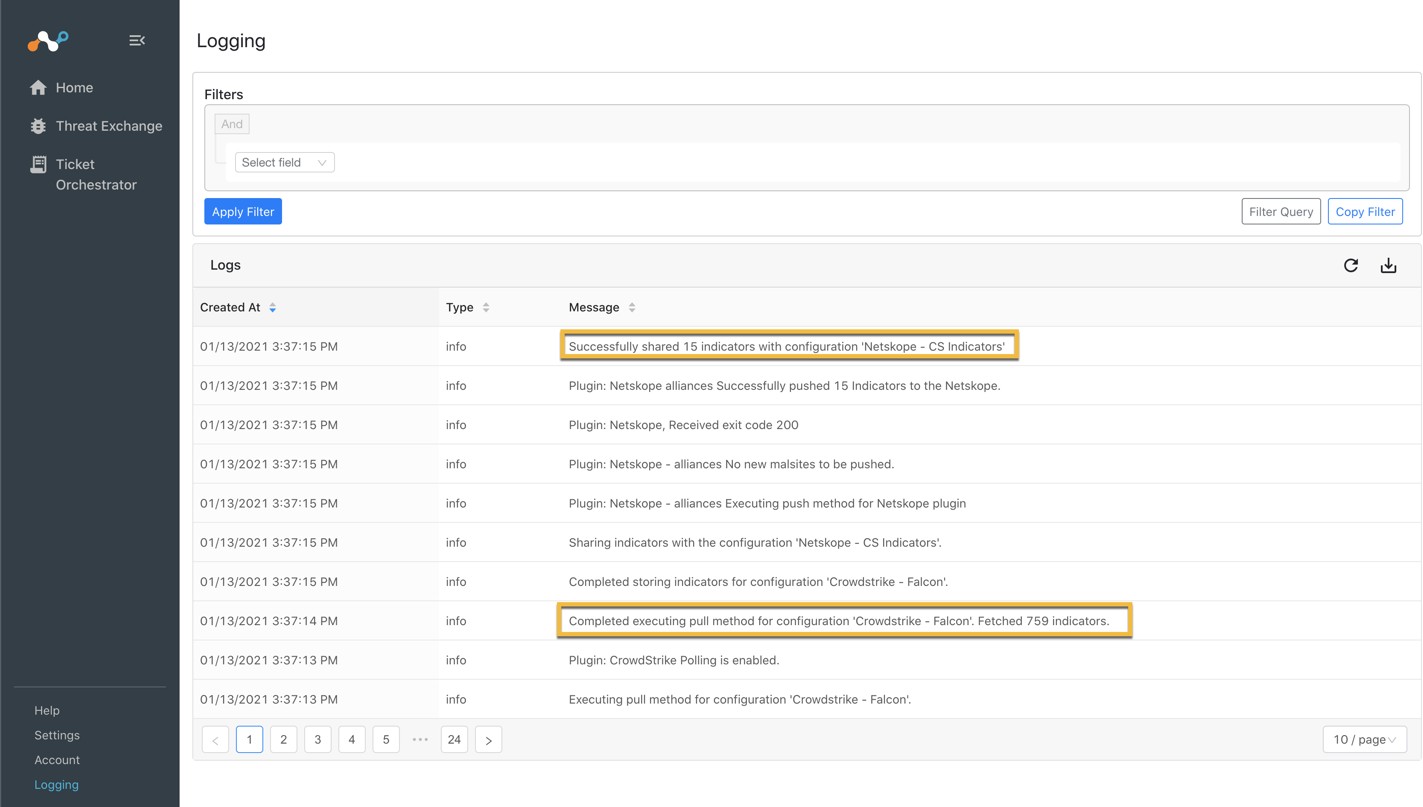 Logging
Home
Threat Exchange
Ticket
Orchestrator
Help
Settings
Account
Logging
Filters
And
Select field
Apply Filter
Filter Query
Copy Filter
Logs
Created At Type Message
01/13/2021 3:37:15 PM info Successfully shared 15 indicators with configuration 'Netskope - CS Indicators'
01/13/2021 3:37:15 PM info Plugin: Netskope alliances Successfully pushed 15 Indicators to the Netskope.
01/13/2021 3:37:15 PM info Plugin: Netskope, Received exit code 200
01/13/2021 3:37:15 PM info Plugin: Netskope - alliances No new malsites to be pushed.
01/13/2021 3:37:15 PM info Plugin: Netskope - alliances Executing push method for Netskope plugin
01/13/2021 3:37:15 PM info Sharing indicators with the configuration 'Netskope - CS Indicators'.
01/13/2021 3:37:15 PM info Completed storing indicators for configuration 'Crowdstrike - Falcon'.
01/13/2021 3:37:14 PM info Completed executing pull method for configuration 'Crowdstrike - Falcon'. Fetched 759 indicators.
01/13/2021 3:37:13 PM info Plugin: CrowdStrike Polling is enabled.
01/13/2021 3:37:13 PM info Executing pull method for configuration 'Crowdstrike - Falcon'.
< 1 2 3 4 5 ••• 24 > 10 / page